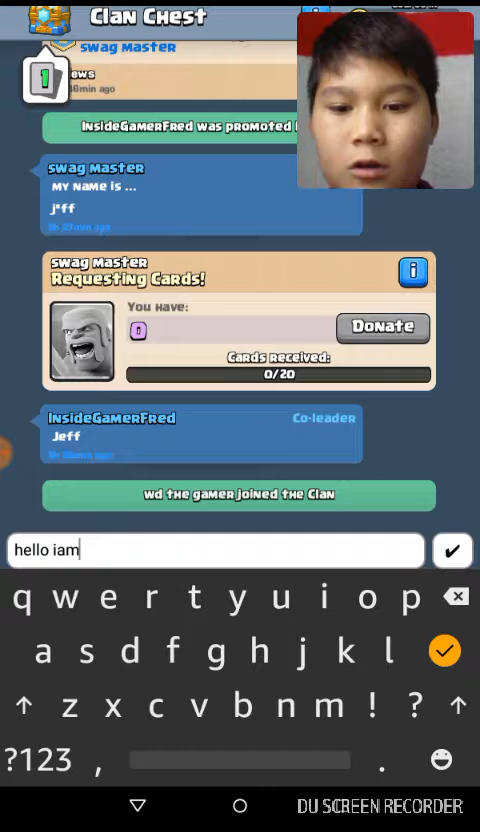 Clan Chest
swag Master
ews
1
InsideGamerFred was promoted
swag Master
My name is ...
j*ff
swag Master
Requesting Cards!
i
You have:
0
Donate
Cards Received:
0/20
InsideGamerFred
Co-leader
Jeff
wd the gamer joined the Clan
hello iam
q w e r t y u i o p
a s d f g h j k l
z x c v b n m ! ?
?123 , .
DU SCREEN RECORDER